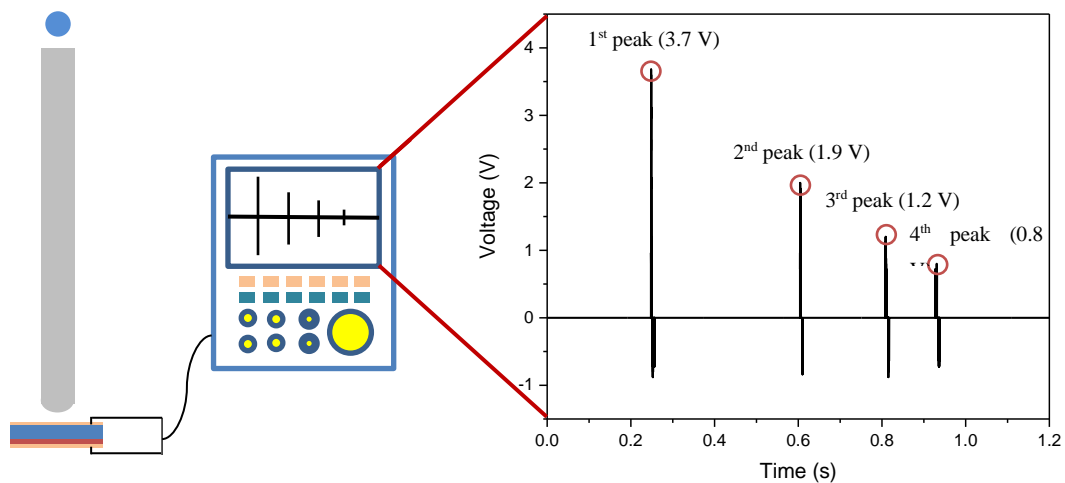 1st peak (3.7 V)
2nd peak (1.9 V)
3rd peak (1.2 V)
4th peak (0.8
Voltage (V)
4
3
2
1
0
-1
0.0 0.2 0.4 0.6 0.8 1.0 1.2
Time (s)